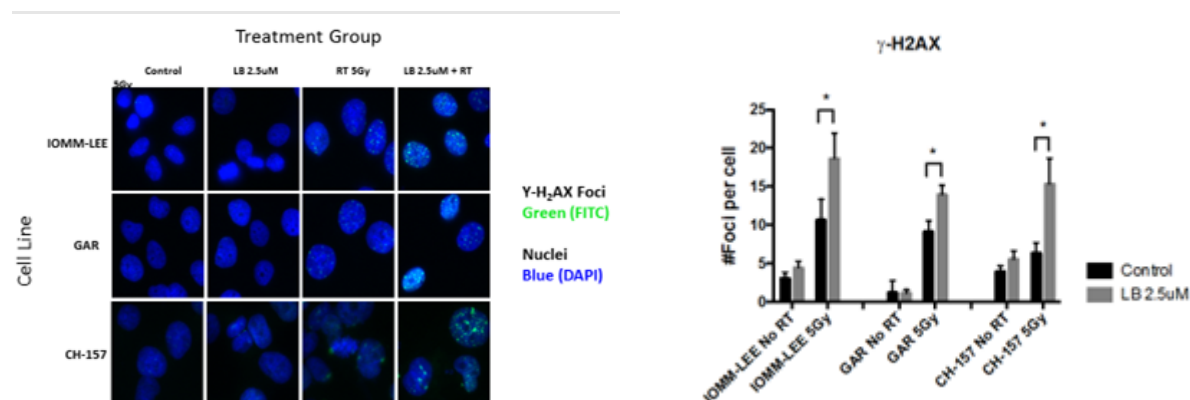 Treatment Group
Control
LB 2.5uM
RT 5Gy
LB 2.5uM + RT
5Gy
Cell Line
IOMM-LEE
GAR
CH-157
Y-H₂AX Foci
Green (FITC)
Nuclei
Blue (DAPI)
γ-H2AX
#Foci per cell
25
20
15
10
5
0
*
*
*
IOMM-LEE No RT
IOMM-LEE 5Gy
GAR No RT
GAR 5Gy
CH-157 No RT
CH-157 5Gy
Control
LB 2.5uM